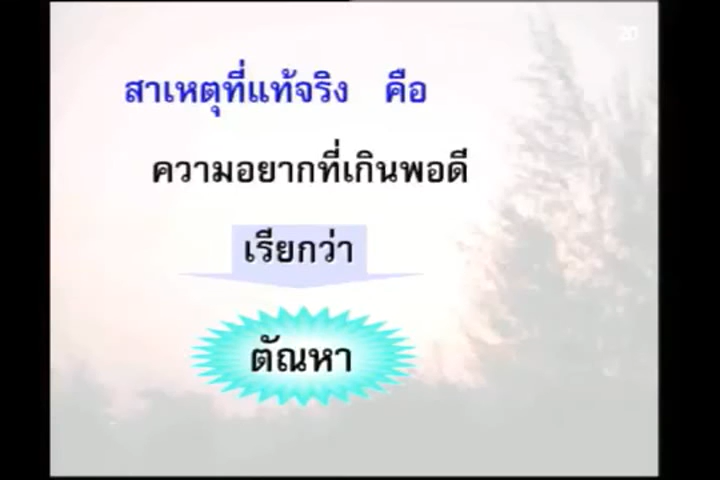 20
สาเหตุที่แท้จริง คือ
ความอยากที่เกินพอดี
เรียกว่า
ตัณหา